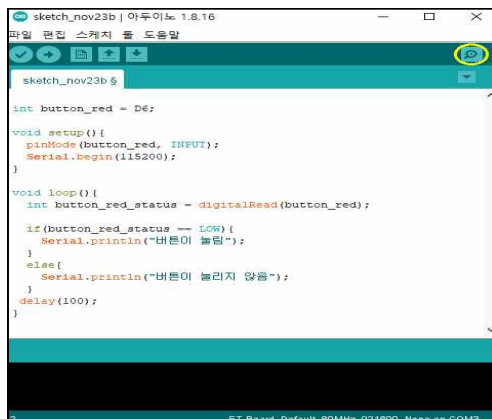 sketch_nov23b | 아두이노 1.8.16
파일 편집 스케치 툴 도움말
sketch_nov23b §
int button_red = D6;
void setup(){
pinMode(button_red, INPUT);
Serial.begin(115200);
}
void loop(){
int button_red_status = digitalRead(button_red);
if(button_red_status == LOW){
Serial.println("버튼이 눌림");
}
else{
Serial.println("버튼이 눌리지 않음");
}
delay(100);
}